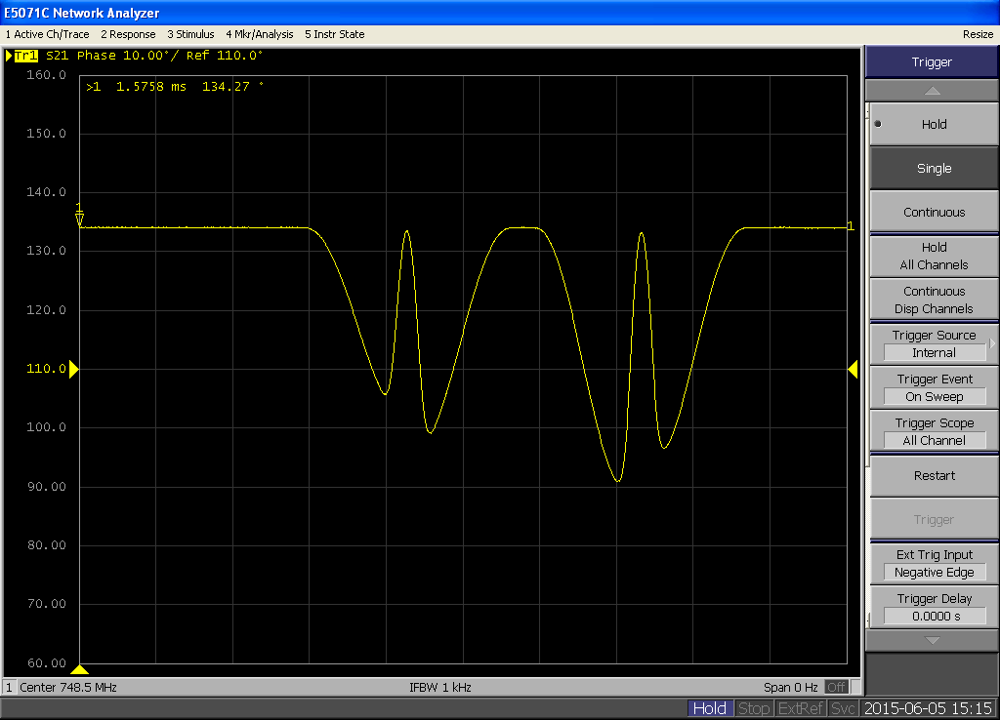 E5071C Network Analyzer
1 Active Ch/Trace 2 Response 3 Stimulus 4 Mkr/Analysis 5 Instr State Resize
Tr1 S21 Phase 10.00°/ Ref 110.0°
>1 1.5758 ms 134.27 °
160.0
150.0
140.0
130.0
120.0
110.0
100.0
90.00
80.00
70.00
60.00
1
1
Trigger
Hold
Single
Continuous
Hold
All Channels
Continuous
Disp Channels
Trigger Source
Internal
Trigger Event
On Sweep
Trigger Scope
All Channel
Restart
Trigger
Ext Trig Input
Negative Edge
Trigger Delay
0.0000 s
1 Center 748.5 MHz IFBW 1 kHz Span 0 Hz Off
Hold Stop ExtRef Svc 2015-06-05 15:15